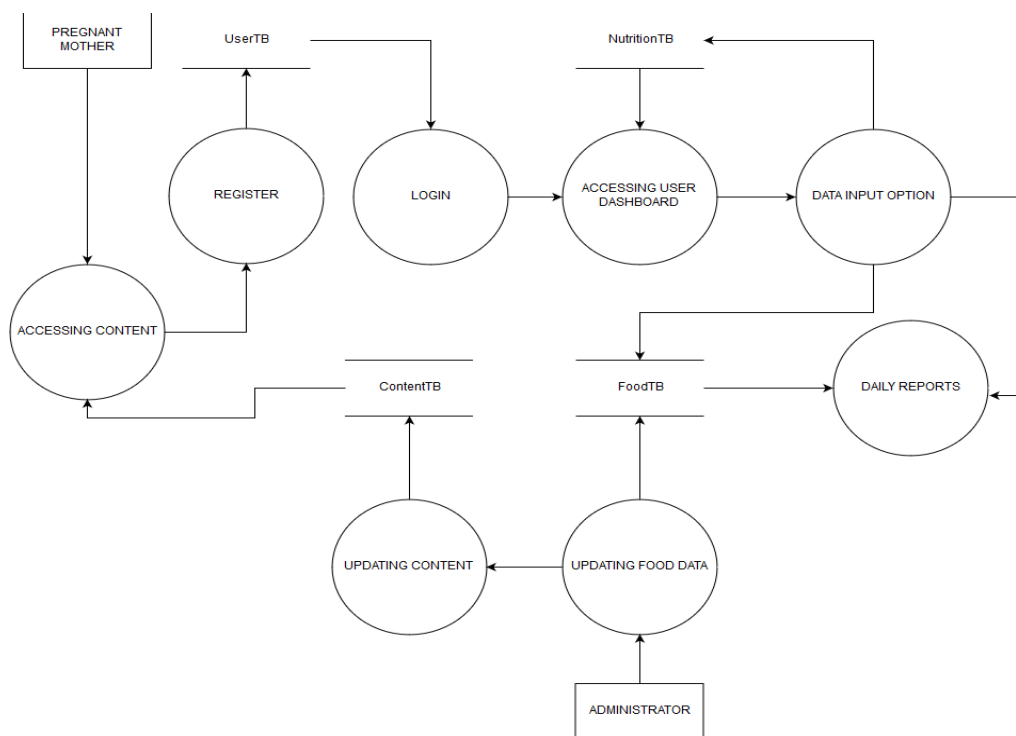 PREGNANT
MOTHER
UserTB
NutritionTB
REGISTER
LOGIN
ACCESSING USER
DASHBOARD
DATA INPUT OPTION
ACCESSING CONTENT
ContentTB
FoodTB
DAILY REPORTS
UPDATING CONTENT
UPDATING FOOD DATA
ADMINISTRATOR